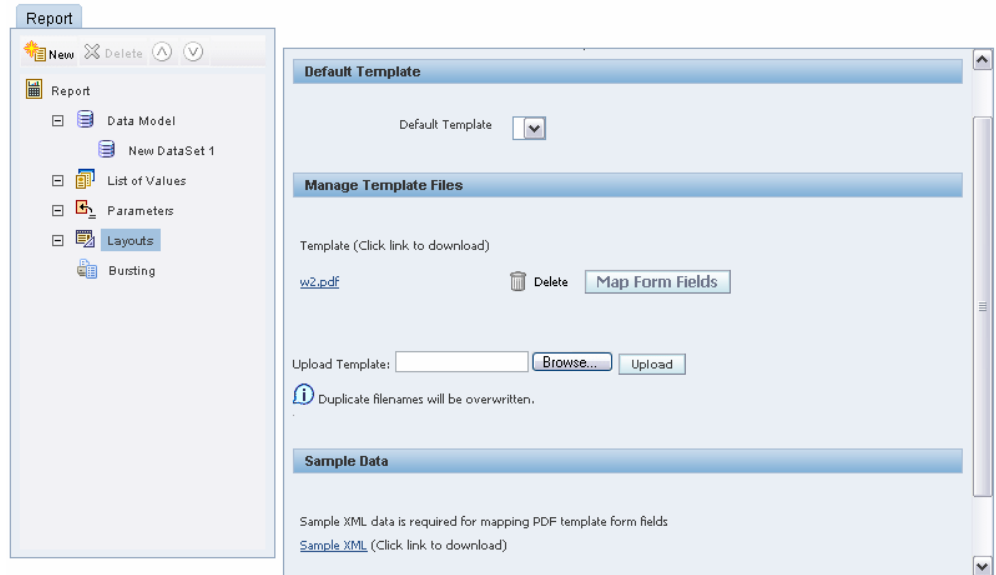 Report
New Delete
Report
Data Model
New DataSet 1
List of Values
Parameters
Layouts
Bursting
Default Template
Default Template
Manage Template Files
Template (Click link to download)
w2.pdf Delete Map Form Fields
Upload Template: Browse... Upload
Duplicate filenames will be overwritten.
Sample Data
Sample XML data is required for mapping PDF template form fields
Sample XML (Click link to download)